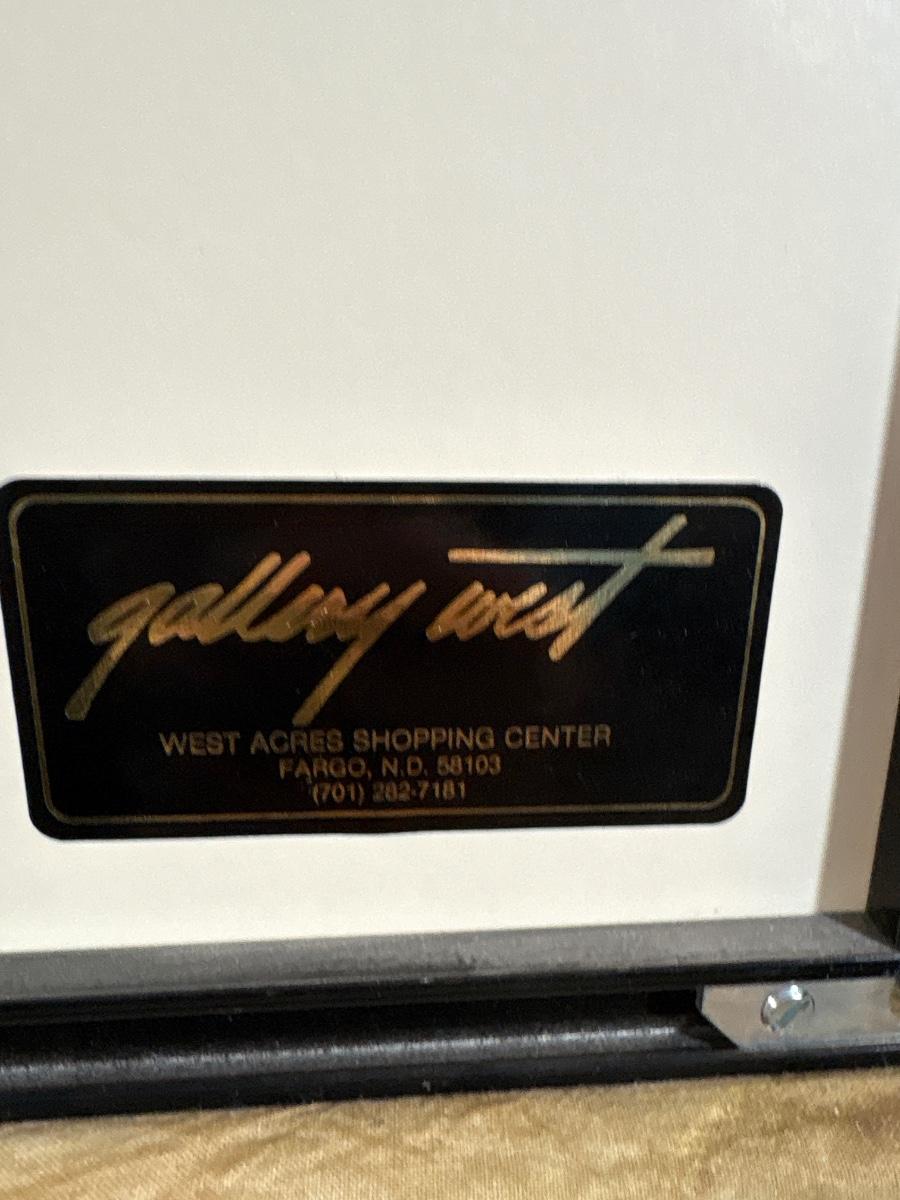 gallery west
WEST ACRES SHOPPING CENTER
FARGO, N.D. 58103
(701) 282-7181